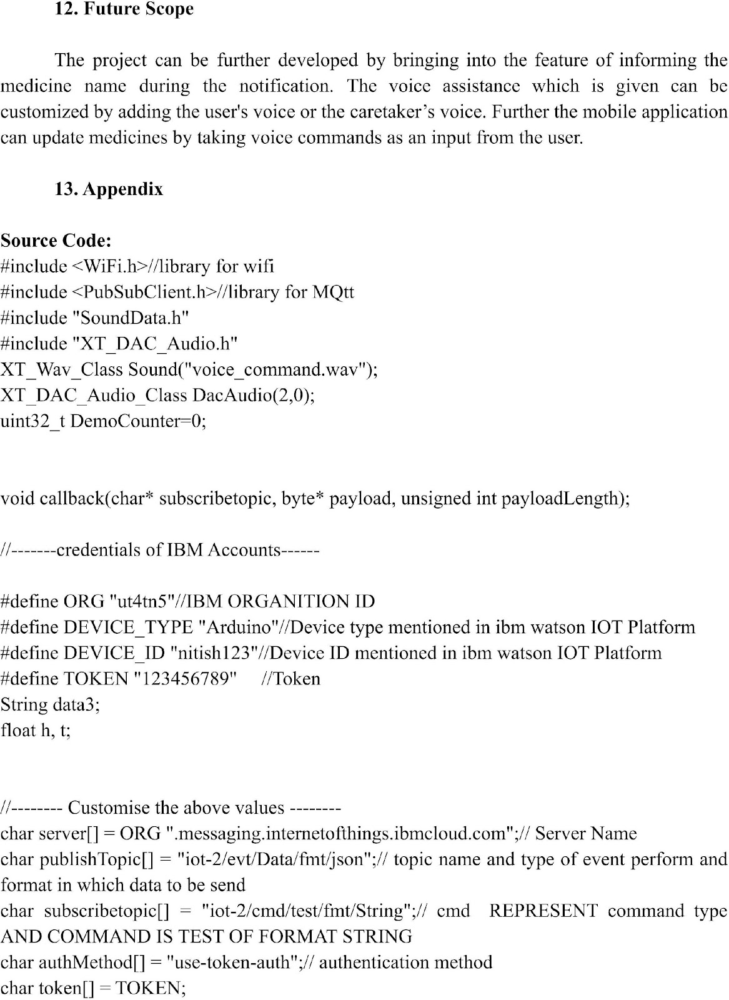 12. Future Scope
The project can be further developed by bringing into the feature of informing the
medicine name during the notification. The voice assistance which is given can be
customized by adding the user's voice or the caretaker’s voice. Further the mobile application
can update medicines by taking voice commands as an input from the user.
13. Appendix
Source Code:
#include <WiFi.h>//library for wifi
#include <PubSubClient.h>//library for MQtt
#include "SoundData.h"
#include "XT_DAC_Audio.h"
XT_Wav_Class Sound("voice_command.wav");
XT_DAC_Audio_Class DacAudio(2,0);
uint32_t DemoCounter=0;
void callback(char* subscribetopic, byte* payload, unsigned int payloadLength);
//-------credentials of IBM Accounts------
#define ORG "ut4tn5"//IBM ORGANITION ID
#define DEVICE_TYPE "Arduino"//Device type mentioned in ibm watson IOT Platform
#define DEVICE_ID "nitish123"//Device ID mentioned in ibm watson IOT Platform
#define TOKEN "123456789"     //Token
String data3;
float h, t;
//-------- Customise the above values --------
char server[] = ORG ".messaging.internetofthings.ibmcloud.com";// Server Name
char publishTopic[] = "iot-2/evt/Data/fmt/json";// topic name and type of event perform and
format in which data to be send
char subscribetopic[] = "iot-2/cmd/test/fmt/String";// cmd  REPRESENT command type
AND COMMAND IS TEST OF FORMAT STRING
char authMethod[] = "use-token-auth";// authentication method
char token[] = TOKEN;